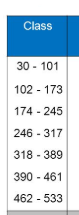 Class
30 - 101
102 - 173
174 - 245
246 - 317
318 - 389
390 - 461
462 - 533